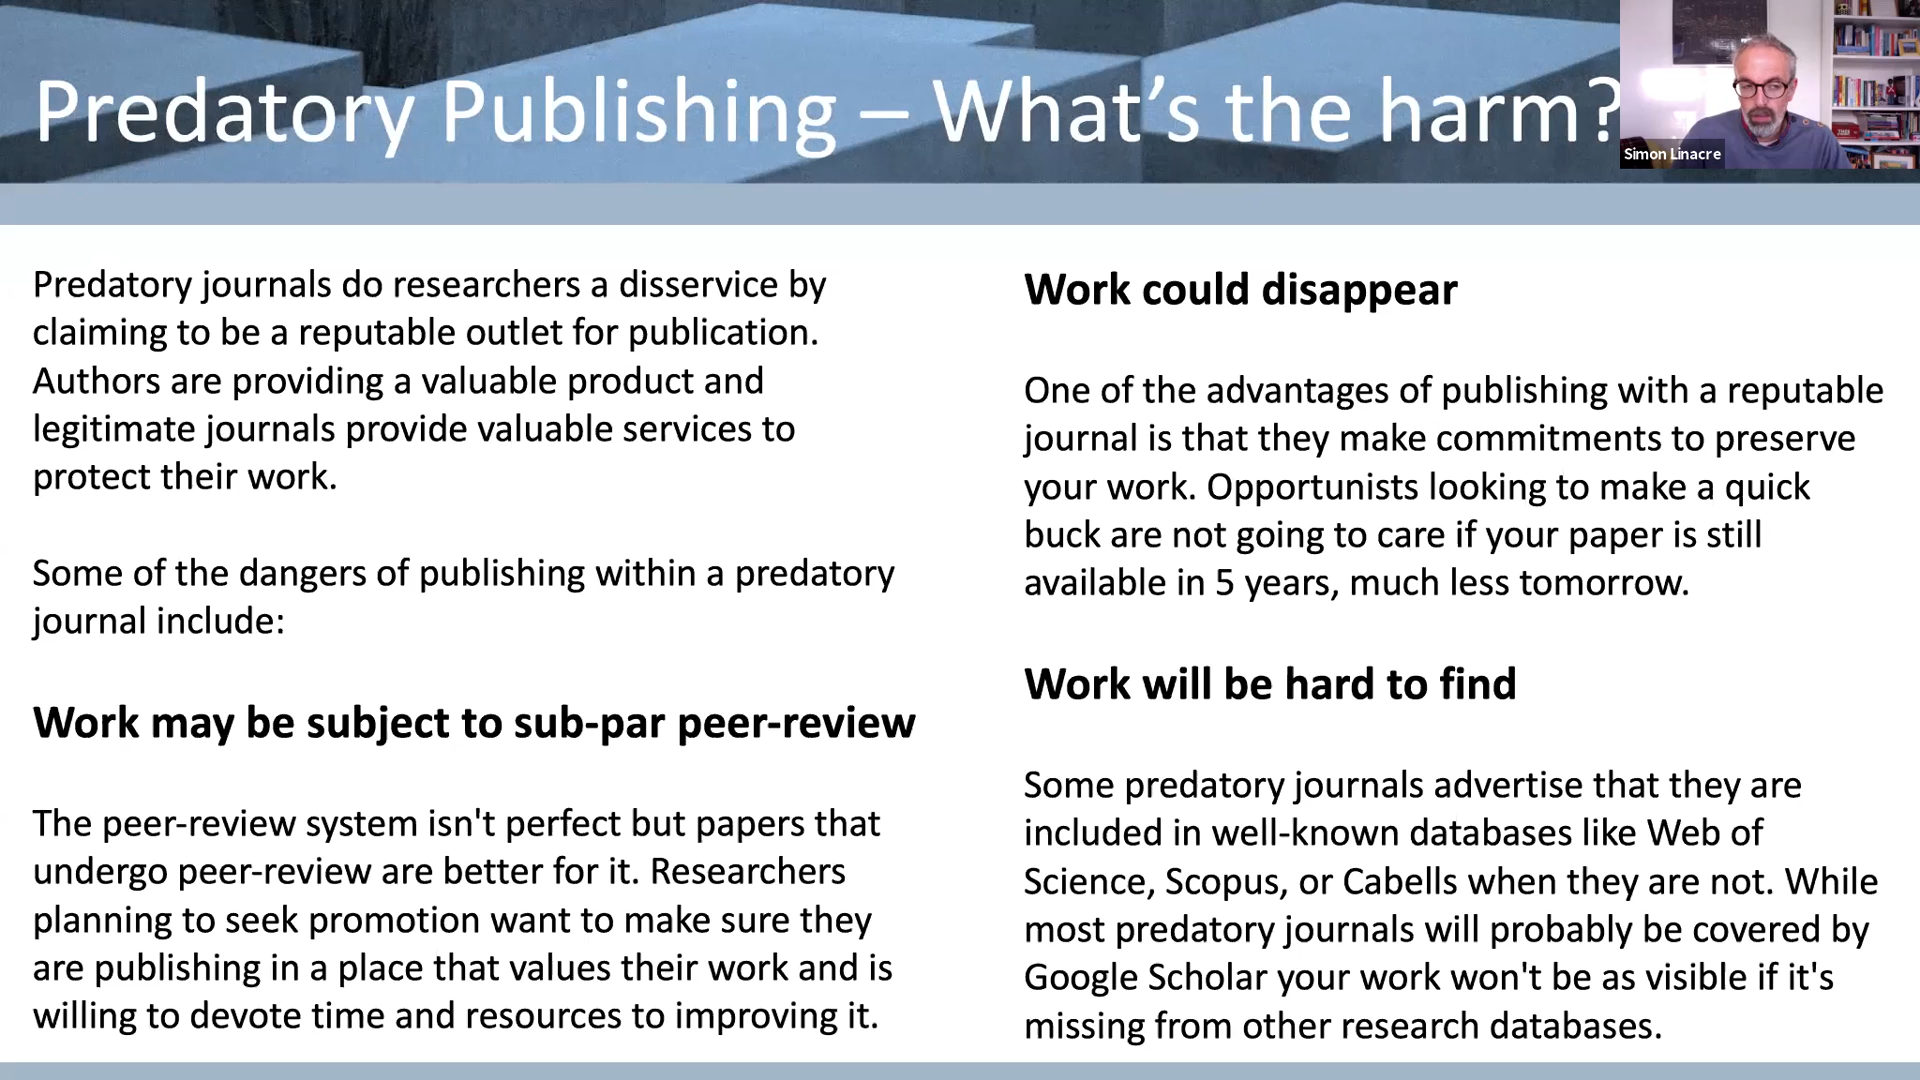 Predatory Publishing – What's the harm?
Simon Linacre
Predatory journals do researchers a disservice by
claiming to be a reputable outlet for publication.
Authors are providing a valuable product and
legitimate journals provide valuable services to
protect their work.
Some of the dangers of publishing within a predatory
journal include:
Work may be subject to sub-par peer-review
The peer-review system isn't perfect but papers that
undergo peer-review are better for it. Researchers
planning to seek promotion want to make sure they
are publishing in a place that values their work and is
willing to devote time and resources to improving it.
Work could disappear
One of the advantages of publishing with a reputable
journal is that they make commitments to preserve
your work. Opportunists looking to make a quick
buck are not going to care if your paper is still
available in 5 years, much less tomorrow.
Work will be hard to find
Some predatory journals advertise that they are
included in well-known databases like Web of
Science, Scopus, or Cabells when they are not. While
most predatory journals will probably be covered by
Google Scholar your work won't be as visible if it's
missing from other research databases.